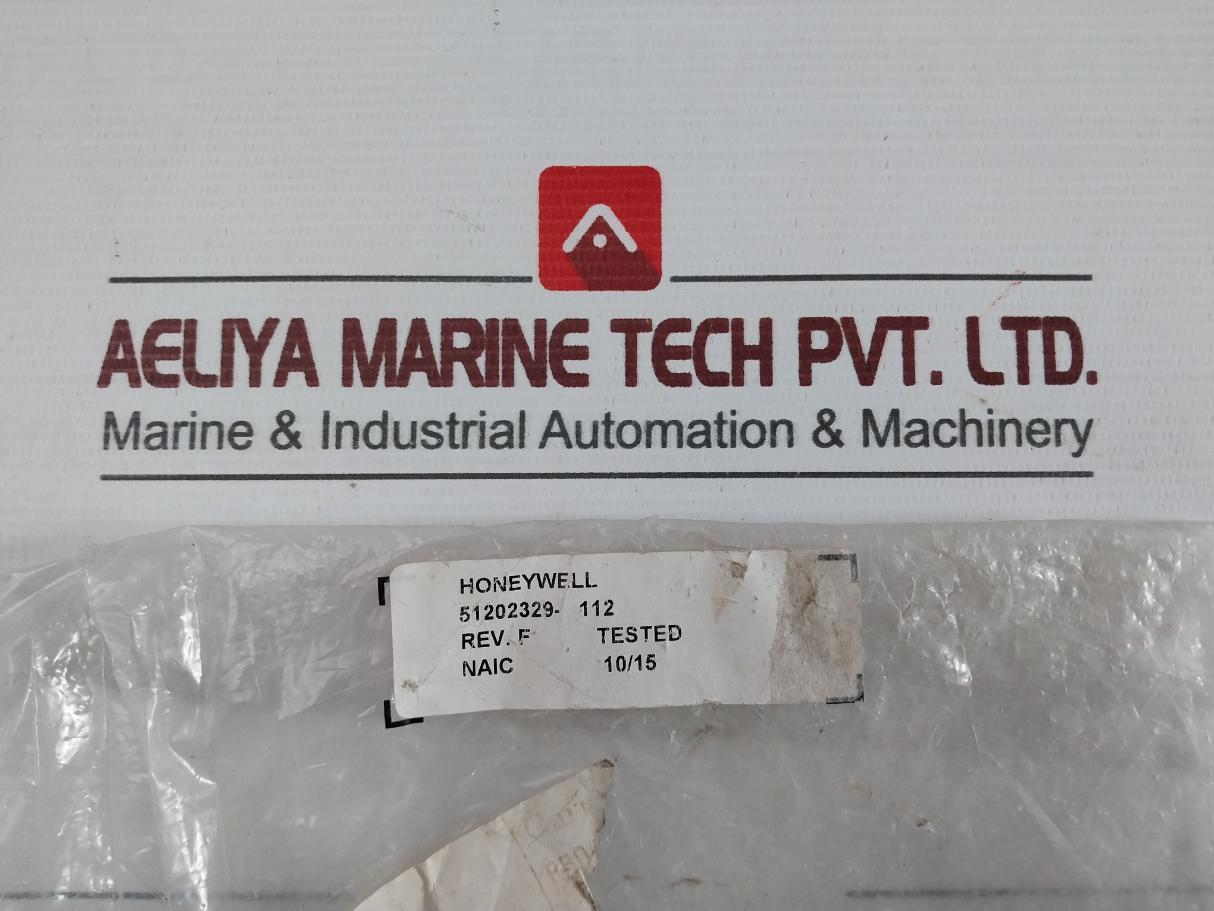 AELIYA MARINE TECH PVT. LTD.
Marine & Industrial Automation & Machinery
HONEYWELL
51202329- 112
REV. F TESTED
NAIC 10/15